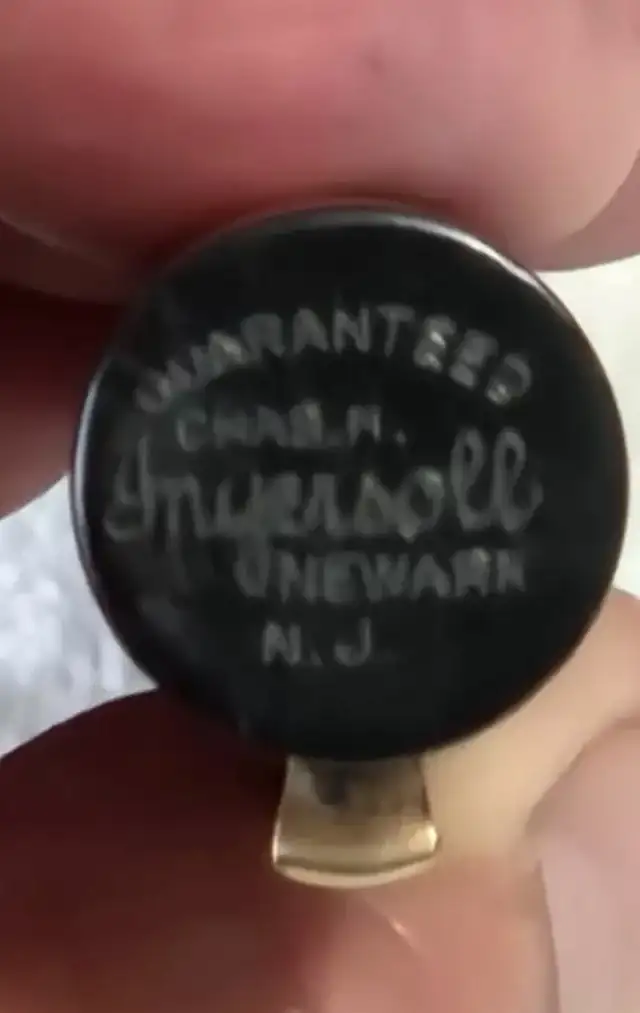 GUARANTEED
CHAS. H.
Ingersoll
NEWARK
N. J.